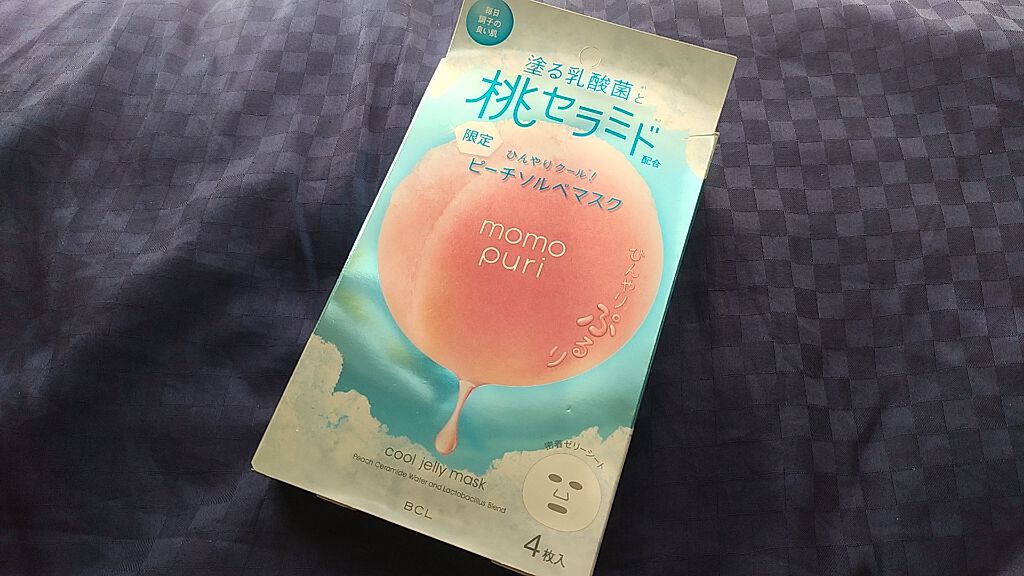 毎日
調子の
良い肌
塗る乳酸菌と
桃セラミド
配合
限定
ひんやりクール!
ピーチソルベマスク
momo
puri
ひんやり
ぷるり
cool jelly mask
Peach Ceramide Water and Lactobacillus Blend
BCL
密着ゼリーシート
4枚入